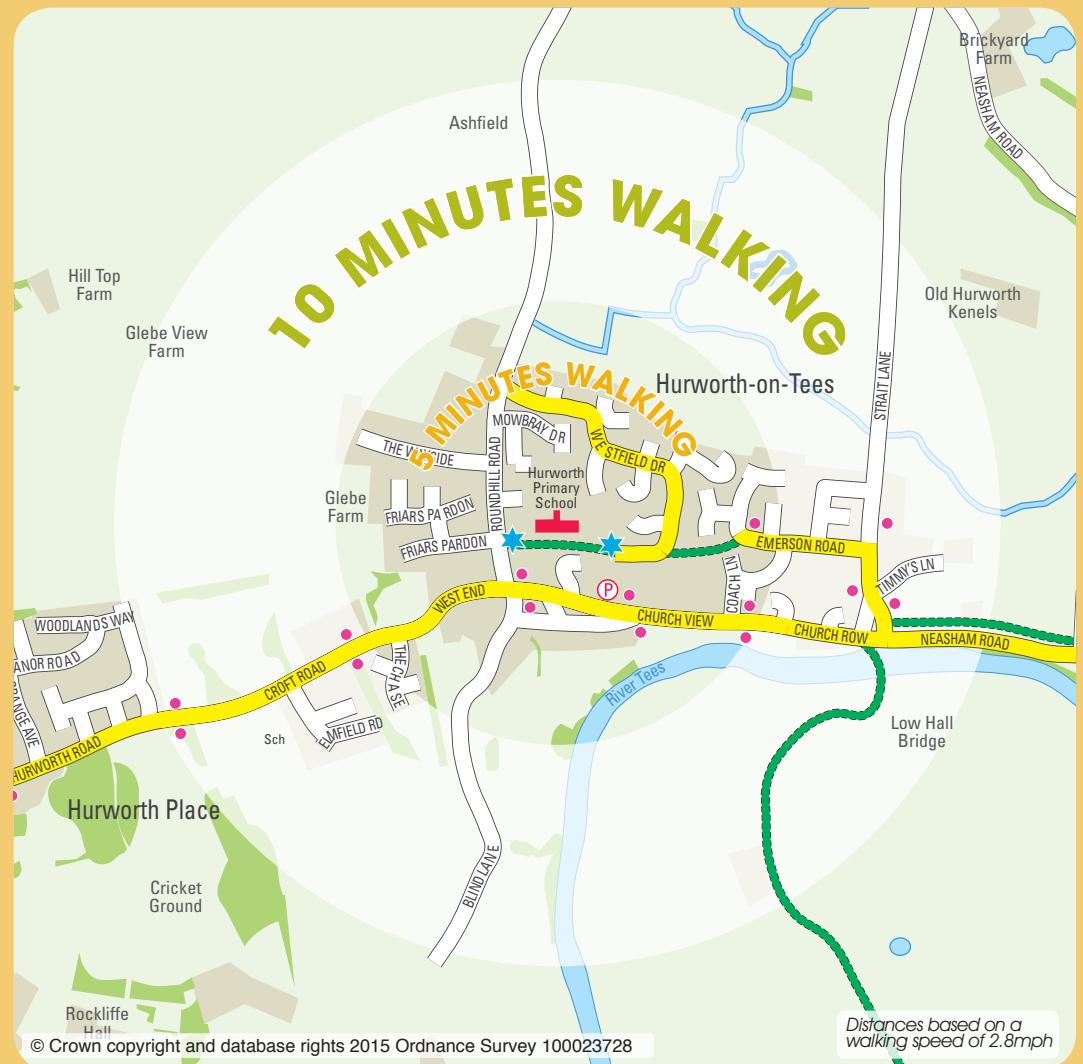 Brickyard
Farm
NEASHAM ROAD
Ashfield
10 MINUTES WALKING
Hill Top
Farm
Glebe View
Farm
Old Hurworth
Kenels
STRAIT LANE
5 MINUTES WALKING
Hurworth-on-Tees
MOWBRAY DR
THE WAYSIDE
ROUNDHILL ROAD
WESTFIELD DR
Hurworth
Primary
School
Glebe
Farm
FRIARS PARDON
FRIARS PARDON
EMERSON ROAD
TIMMY'S LN
COACH LN
P
WEST END
CHURCH VIEW
CHURCH ROW
NEASHAM ROAD
WOODLANDS WAY
ANOR ROAD
RANGE AVE
THE CHASE
CROFT ROAD
River Tees
EMFIELD RD
Sch
HURWORTH ROAD
Low Hall
Bridge
Hurworth Place
BLIND LANE
Cricket
Ground
Rockliffe
Hall
© Crown copyright and database rights 2015 Ordnance Survey 100023728
Distances based on a
walking speed of 2.8mph